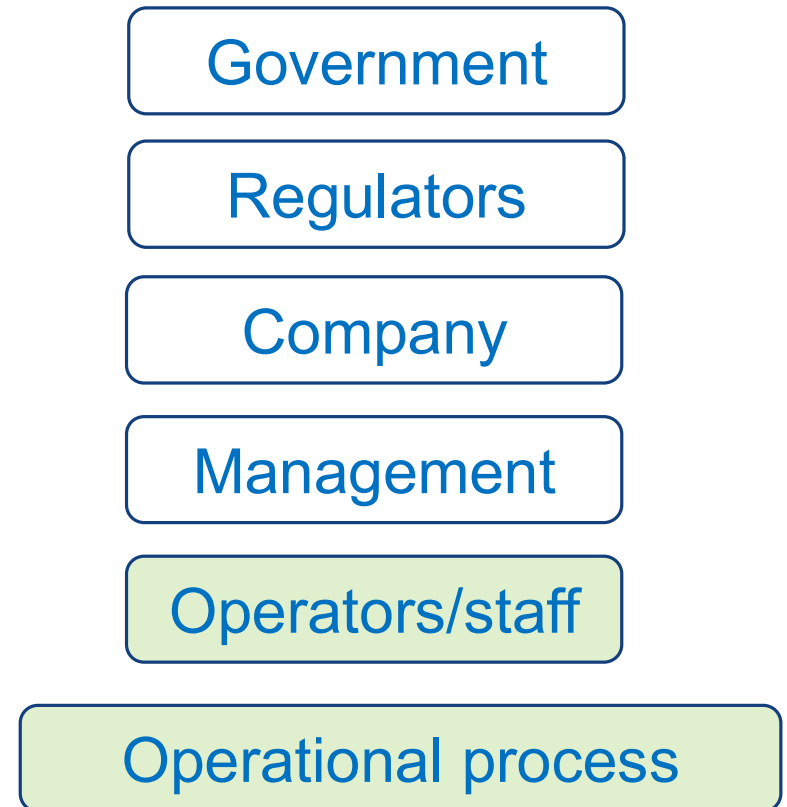 Government
Regulators
Company
Management
Operators/staff
Operational process